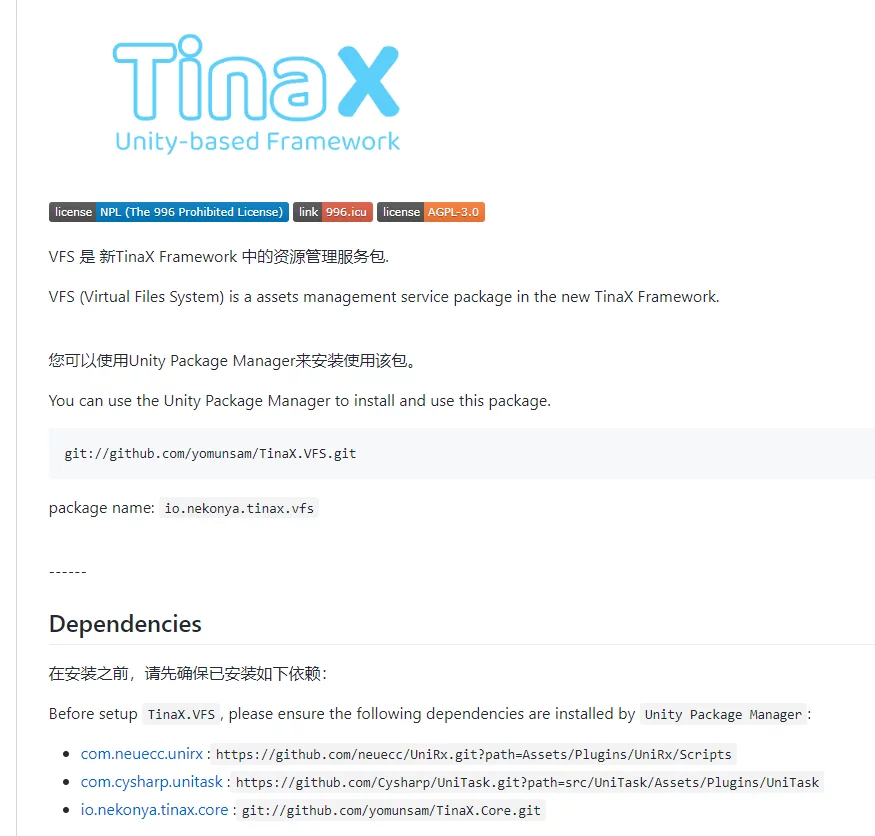 TinaX
Unity-based Framework
license NPL (The 996 Prohibited License) link 996.icu license AGPL-3.0
VFS 是 新TinaX Framework 中的资源管理服务包.
VFS (Virtual Files System) is a assets management service package in the new TinaX Framework.
您可以使用Unity Package Manager来安装使用该包。
You can use the Unity Package Manager to install and use this package.
git://github.com/yomunsam/TinaX.VFS.git
package name: io.nekonya.tinax.vfs
------
Dependencies
在安装之前，请先确保已安装如下依赖：
Before setup TinaX.VFS , please ensure the following dependencies are installed by Unity Package Manager :
com.neuecc.unirx : https://github.com/neuecc/UniRx.git?path=Assets/Plugins/UniRx/Scripts
com.cysharp.unitask : https://github.com/Cysharp/UniTask.git?path=src/UniTask/Assets/Plugins/UniTask
io.nekonya.tinax.core : git://github.com/yomunsam/TinaX.Core.git